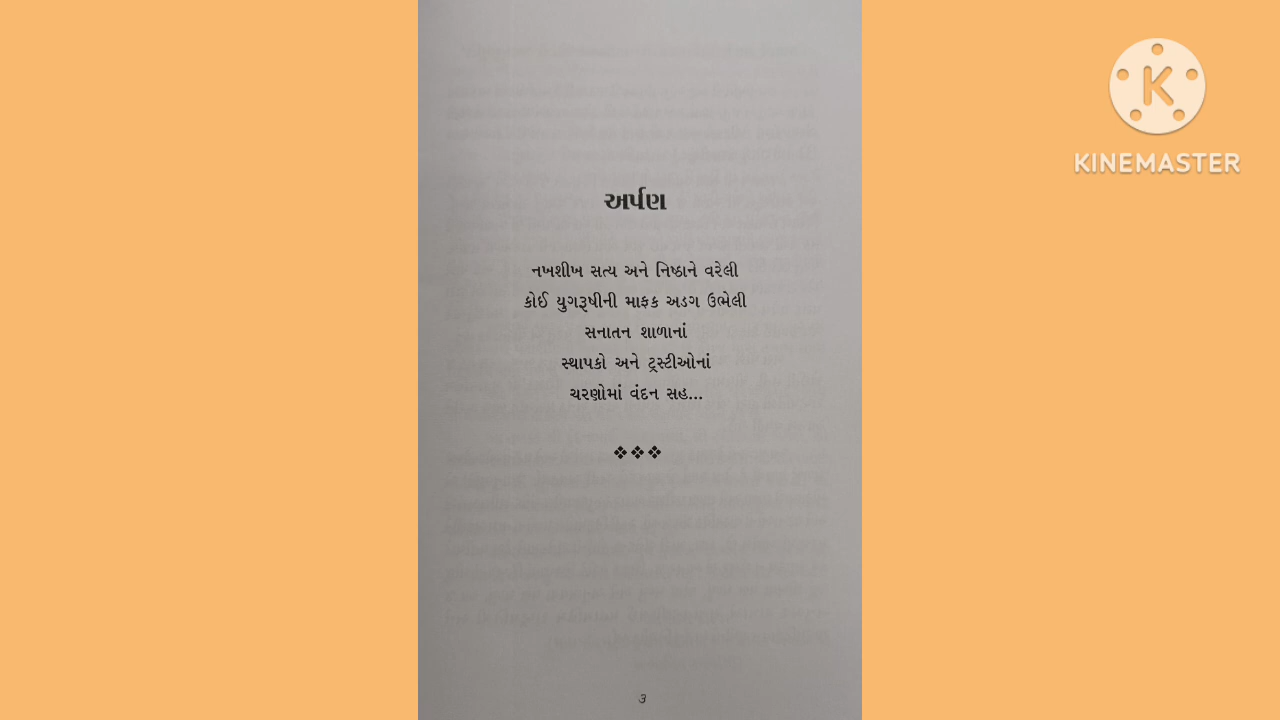 અર્પણ
નખશીખ સત્ય અને નિષ્ઠાને વરેલી
કોઈ યુગરૂષીની માફક અડગ ઉભેલી
સનાતન શાળાનાં
સ્થાપકો અને ટ્રસ્ટીઓનાં
ચરણોમાં વંદન સહ...
૩
K
KINEMASTER